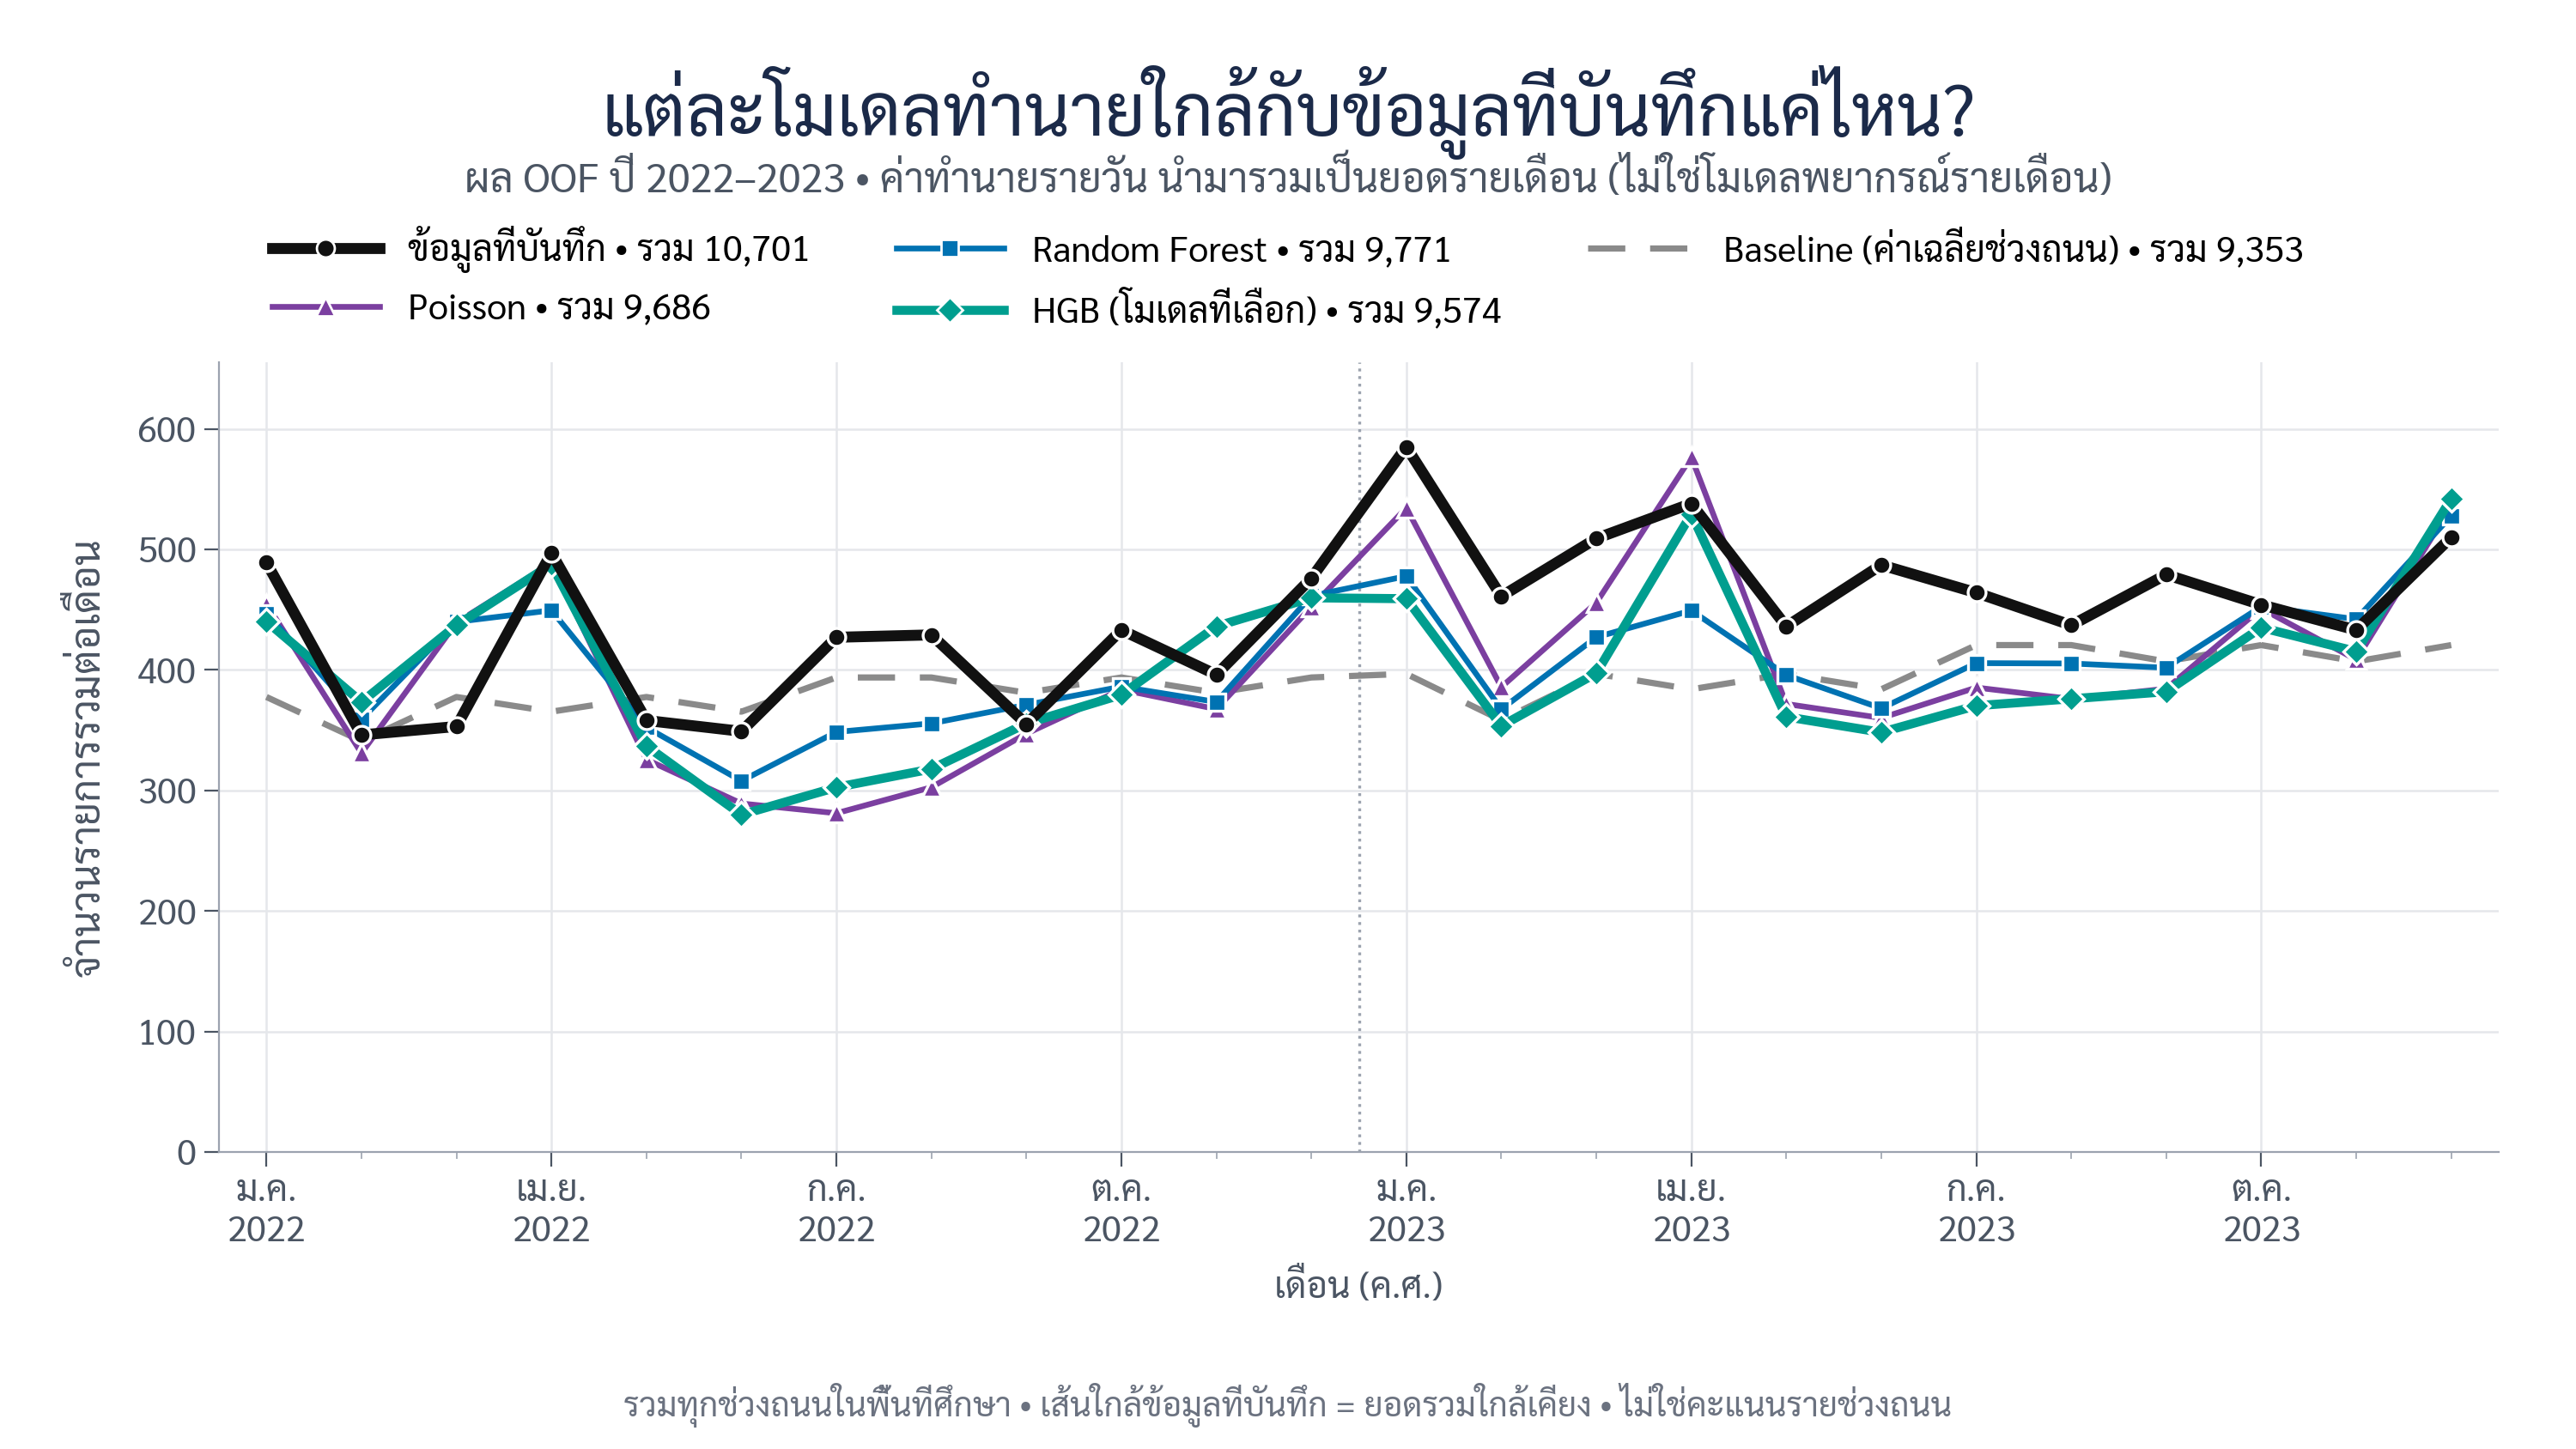 แต่ละโมเดลทำนายใกล้กับข้อมูลที่บันทึกแค่ไหน?
ผล OOF ปี 2022–2023 • ค่าทำนายรายวัน นำมารวมเป็นยอดรายเดือน (ไม่ใช่โมเดลพยากรณ์รายเดือน)
ข้อมูลที่บันทึก • รวม 10,701
Random Forest • รวม 9,771
Baseline (ค่าเฉลี่ยช่วงถนน) • รวม 9,353
Poisson • รวม 9,686
HGB (โมเดลที่เลือก) • รวม 9,574
จำนวนรายการรวมต่อเดือน
600
500
400
300
200
100
0
ม.ค. เม.ย. ก.ค. ต.ค. ม.ค. เม.ย. ก.ค. ต.ค.
2022 2022 2022 2022 2023 2023 2023 2023
เดือน (ค.ศ.)
รวมทุกช่วงถนนในพื้นที่ศึกษา • เส้นใกล้ข้อมูลที่บันทึก = ยอดรวมใกล้เคียง • ไม่ใช่คะแนนรายช่วงถนน